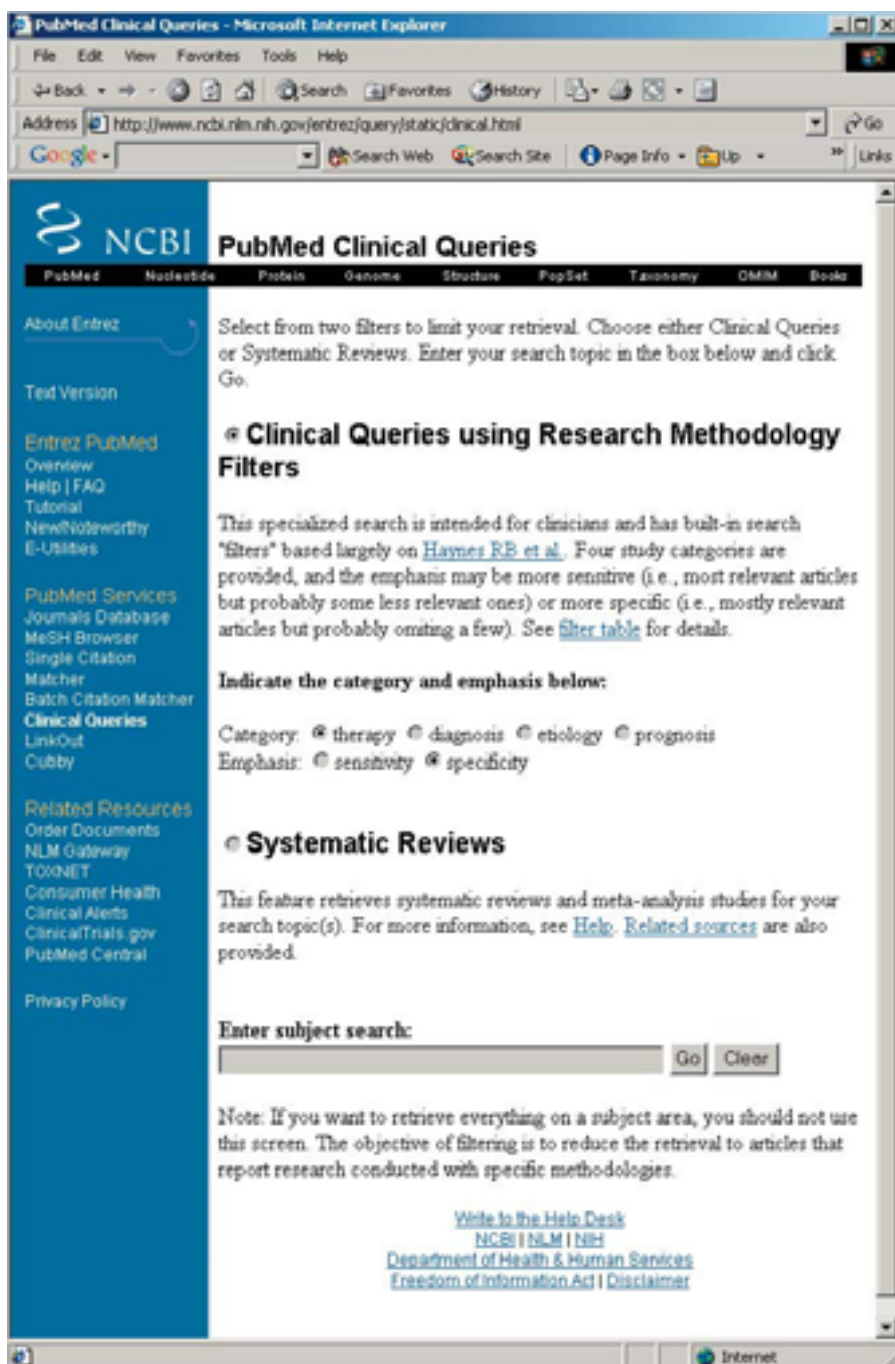 PubMed Clinical Queries - Microsoft Internet Explorer
File Edit View Favorites Tools Help
Back Search Favorites History
Address http://www.ncbi.nlm.nih.gov/entrez/query/static/clinical.html Go
Google Search Web Search Site Page Info Up Links
NCBI PubMed Clinical Queries
PubMed Nucleotide Protein Genome Structure PopSet Taxonomy OMIM Books
About Entrez
Text Version
Entrez PubMed
Overview
Help | FAQ
Tutorial
New/Noteworthy
E-Utilities
PubMed Services
Journals Database
MeSH Browser
Single Citation
Matcher
Batch Citation Matcher
Clinical Queries
LinkOut
Cubby
Related Resources
Order Documents
NLM Gateway
TOXNET
Consumer Health
Clinical Alerts
ClinicalTrials.gov
PubMed Central
Privacy Policy
Select from two filters to limit your retrieval. Choose either Clinical Queries
or Systematic Reviews. Enter your search topic in the box below and click
Go.
Clinical Queries using Research Methodology
Filters
This specialized search is intended for clinicians and has built-in search
"filters" based largely on Haynes RB et al.. Four study categories are
provided, and the emphasis may be more sensitive (i.e., most relevant articles
but probably some less relevant ones) or more specific (i.e., mostly relevant
articles but probably omiting a few). See filter table for details.
Indicate the category and emphasis below:
Category: therapy diagnosis etiology prognosis
Emphasis: sensitivity specificity
Systematic Reviews
This feature retrieves systematic reviews and meta-analysis studies for your
search topic(s). For more information, see Help. Related sources are also
provided.
Enter subject search:
Go Clear
Note: If you want to retrieve everything on a subject area, you should not use
this screen. The objective of filtering is to reduce the retrieval to articles that
report research conducted with specific methodologies.
Write to the Help Desk
NCBI | NLM | NIH
Department of Health & Human Services
Freedom of Information Act | Disclaimer
Internet